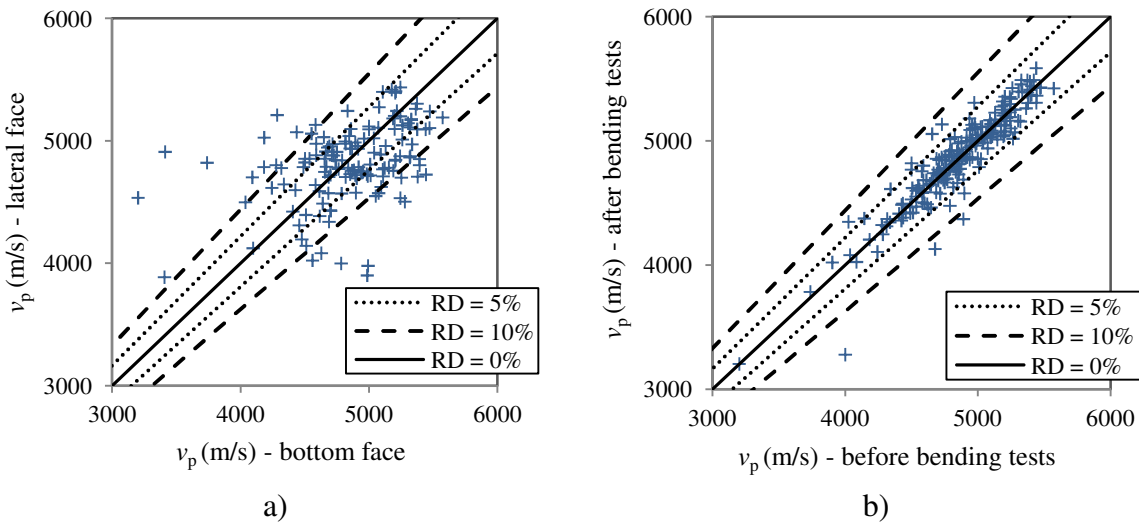 6000
5000
4000
3000
3000 4000 5000 6000
vp (m/s) - lateral face
vp (m/s) - bottom face
RD = 5%
RD = 10%
RD = 0%
a)
6000
5000
4000
3000
3000 4000 5000 6000
vp (m/s) - after bending tests
vp (m/s) - before bending tests
RD = 5%
RD = 10%
RD = 0%
b)